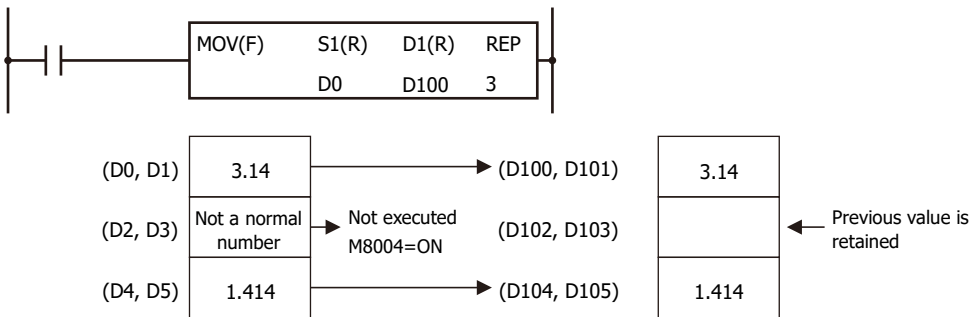 MOV(F) S1(R) D1(R) REP
D0 D100 3
(D0, D1) 3.14 (D100, D101) 3.14
(D2, D3) Not a normal number Not executed M8004=ON (D102, D103) Previous value is retained
(D4, D5) 1.414 (D104, D105) 1.414